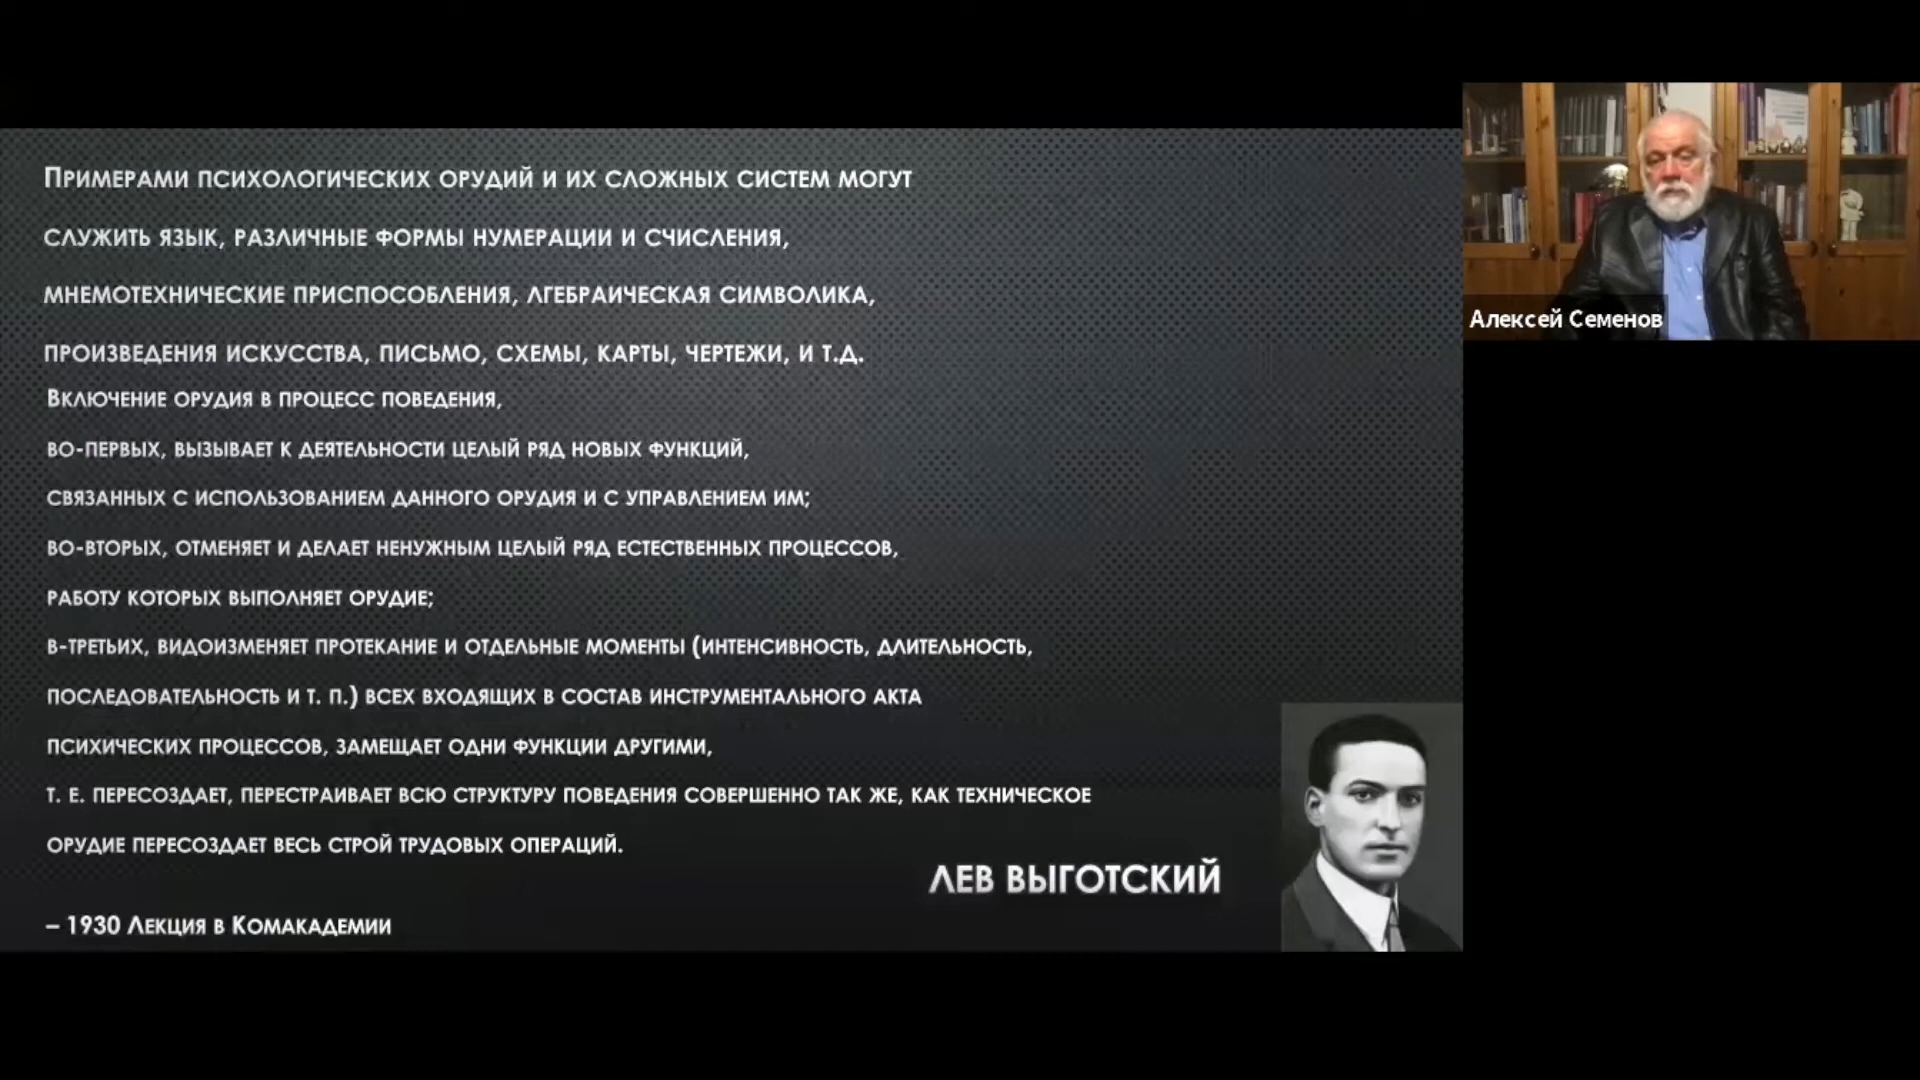 Примерами психологических орудий и их сложных систем могут
служить язык, различные формы нумерации и счисления,
мнемотехнические приспособления, лгебраическая символика,
произведения искусства, письмо, схемы, карты, чертежи, и т.д.
Включение орудия в процесс поведения,
во-первых, вызывает к деятельности целый ряд новых функций,
связанных с использованием данного орудия и с управлением им;
во-вторых, отменяет и делает ненужным целый ряд естественных процессов,
работу которых выполняет орудие;
в-третьих, видоизменяет протекание и отдельные моменты (интенсивность, длительность,
последовательность и т. п.) всех входящих в состав инструментального акта
психических процессов, замещает одни функции другими,
т. е. пересоздает, перестраивает всю структуру поведения совершенно так же, как техническое
орудие пересоздает весь строй трудовых операций.
ЛЕВ ВЫГОТСКИЙ
– 1930 Лекция в Комакадемии
Алексей Семенов